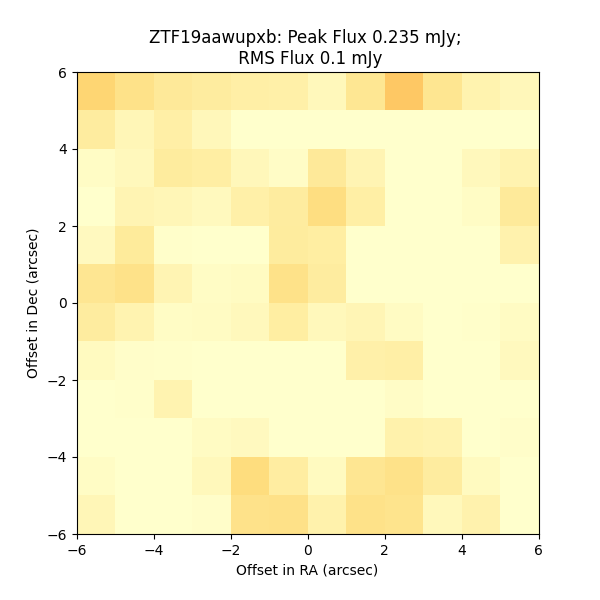 ZTF19aawupxb: Peak Flux 0.235 mJy;
RMS Flux 0.1 mJy
6
4
2
0
−2
−4
−6
Offset in Dec (arcsec)
−6 −4 −2 0 2 4 6
Offset in RA (arcsec)